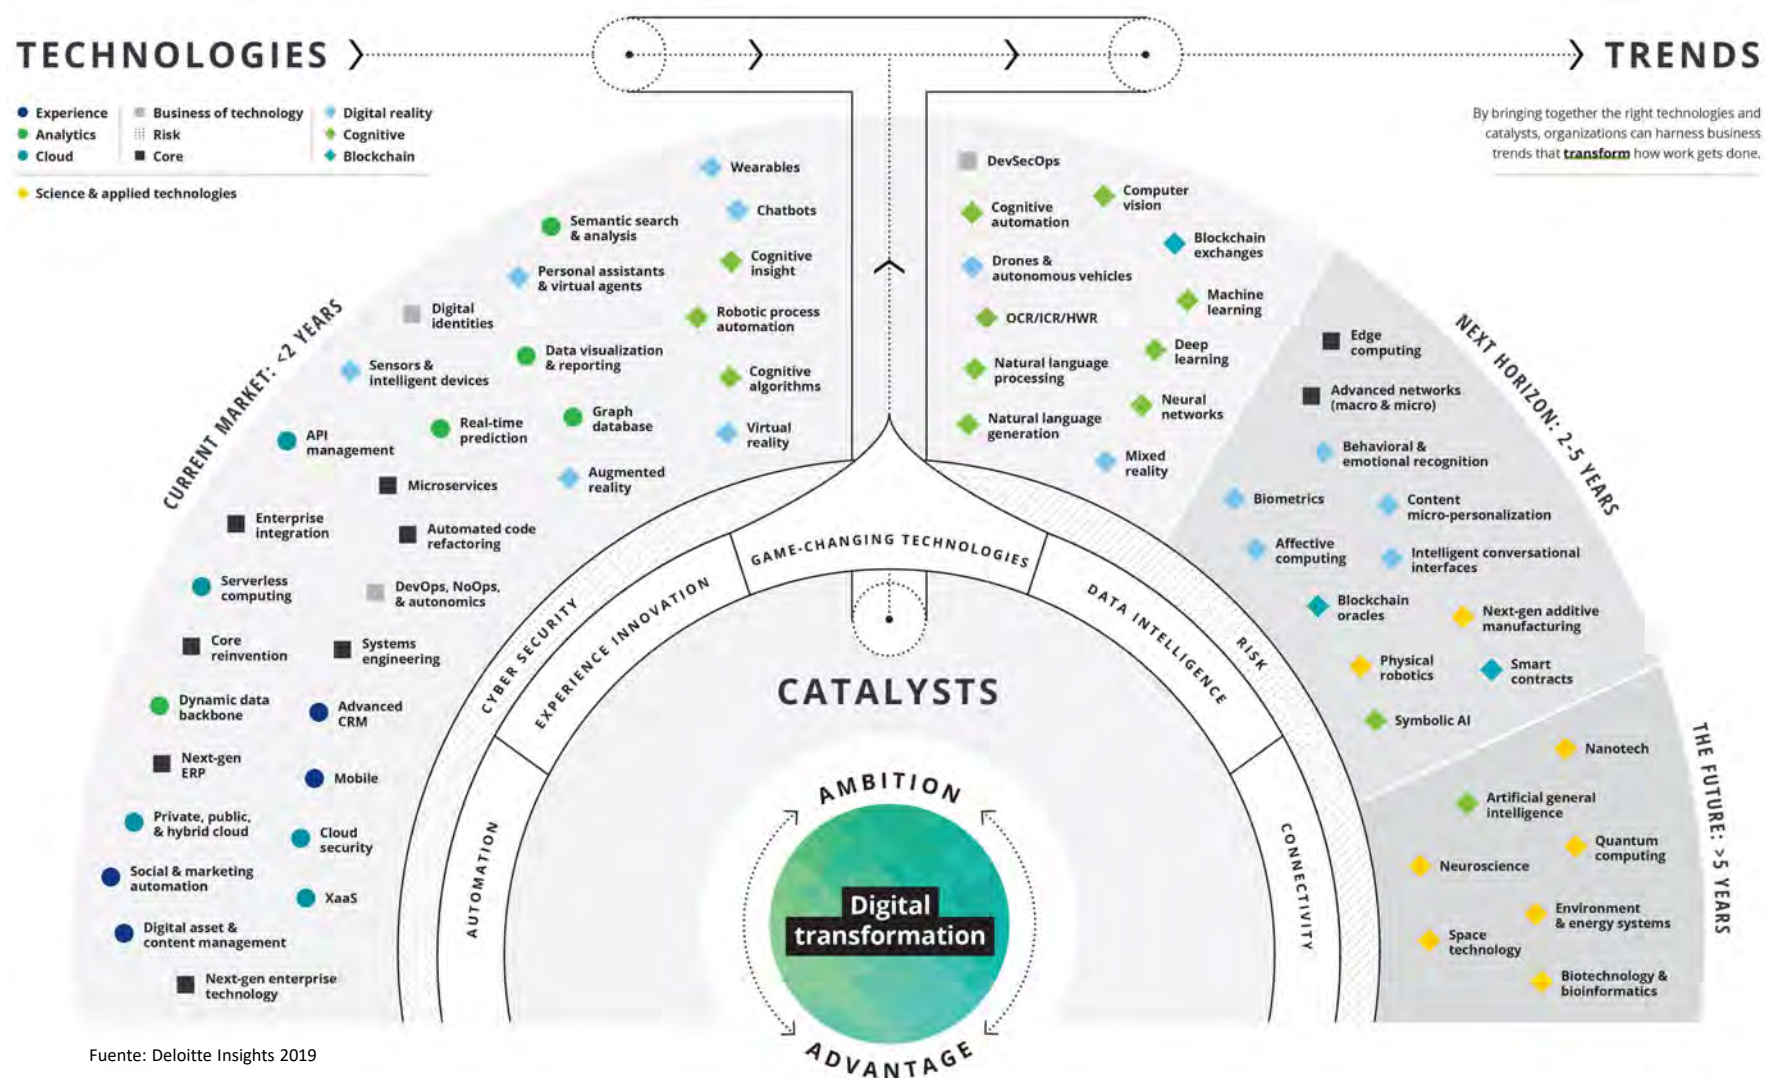 TECHNOLOGIES
TRENDS
Experience
Analytics
Cloud
Business of technology
Risk
Core
Digital reality
Cognitive
Blockchain
Science & applied technologies
By bringing together the right technologies and
catalysts, organizations can harness business
trends that transform how work gets done.
CURRENT MARKET: <2 YEARS
Wearables
Chatbots
Semantic search
& analysis
Cognitive
insight
Personal assistants
& virtual agents
Digital
identities
Robotic process
automation
Data visualization
& reporting
Sensors &
intelligent devices
Cognitive
algorithms
Graph
database
Real-time
prediction
Virtual
reality
API
management
Augmented
reality
Microservices
Enterprise
integration
Automated code
refactoring
Serverless
computing
DevOps, NoOps,
& autonomics
Core
reinvention
Systems
engineering
Dynamic data
backbone
Advanced
CRM
Next-gen
ERP
Mobile
Private, public,
& hybrid cloud
Cloud
security
Social & marketing
automation
XaaS
Digital asset &
content management
Next-gen enterprise
technology
DevSecOps
Computer
vision
Cognitive
automation
Blockchain
exchanges
Drones &
autonomous vehicles
Machine
learning
OCR/ICR/HWR
Deep
learning
Natural language
processing
Neural
networks
Natural language
generation
Mixed
reality
NEXT HORIZON: 2-5 YEARS
Edge
computing
Advanced networks
(macro & micro)
Behavioral &
emotional recognition
Biometrics
Content
micro-personalization
Affective
computing
Intelligent conversational
interfaces
Blockchain
oracles
Next-gen additive
manufacturing
Physical
robotics
Smart
contracts
Symbolic AI
THE FUTURE: >5 YEARS
Nanotech
Artificial general
intelligence
Quantum
computing
Neuroscience
Environment
& energy systems
Space
technology
Biotechnology &
bioinformatics
CYBER SECURITY
RISK
AUTOMATION
EXPERIENCE INNOVATION
GAME-CHANGING TECHNOLOGIES
DATA INTELLIGENCE
CONNECTIVITY
CATALYSTS
AMBITION
Digital
transformation
ADVANTAGE
Fuente: Deloitte Insights 2019